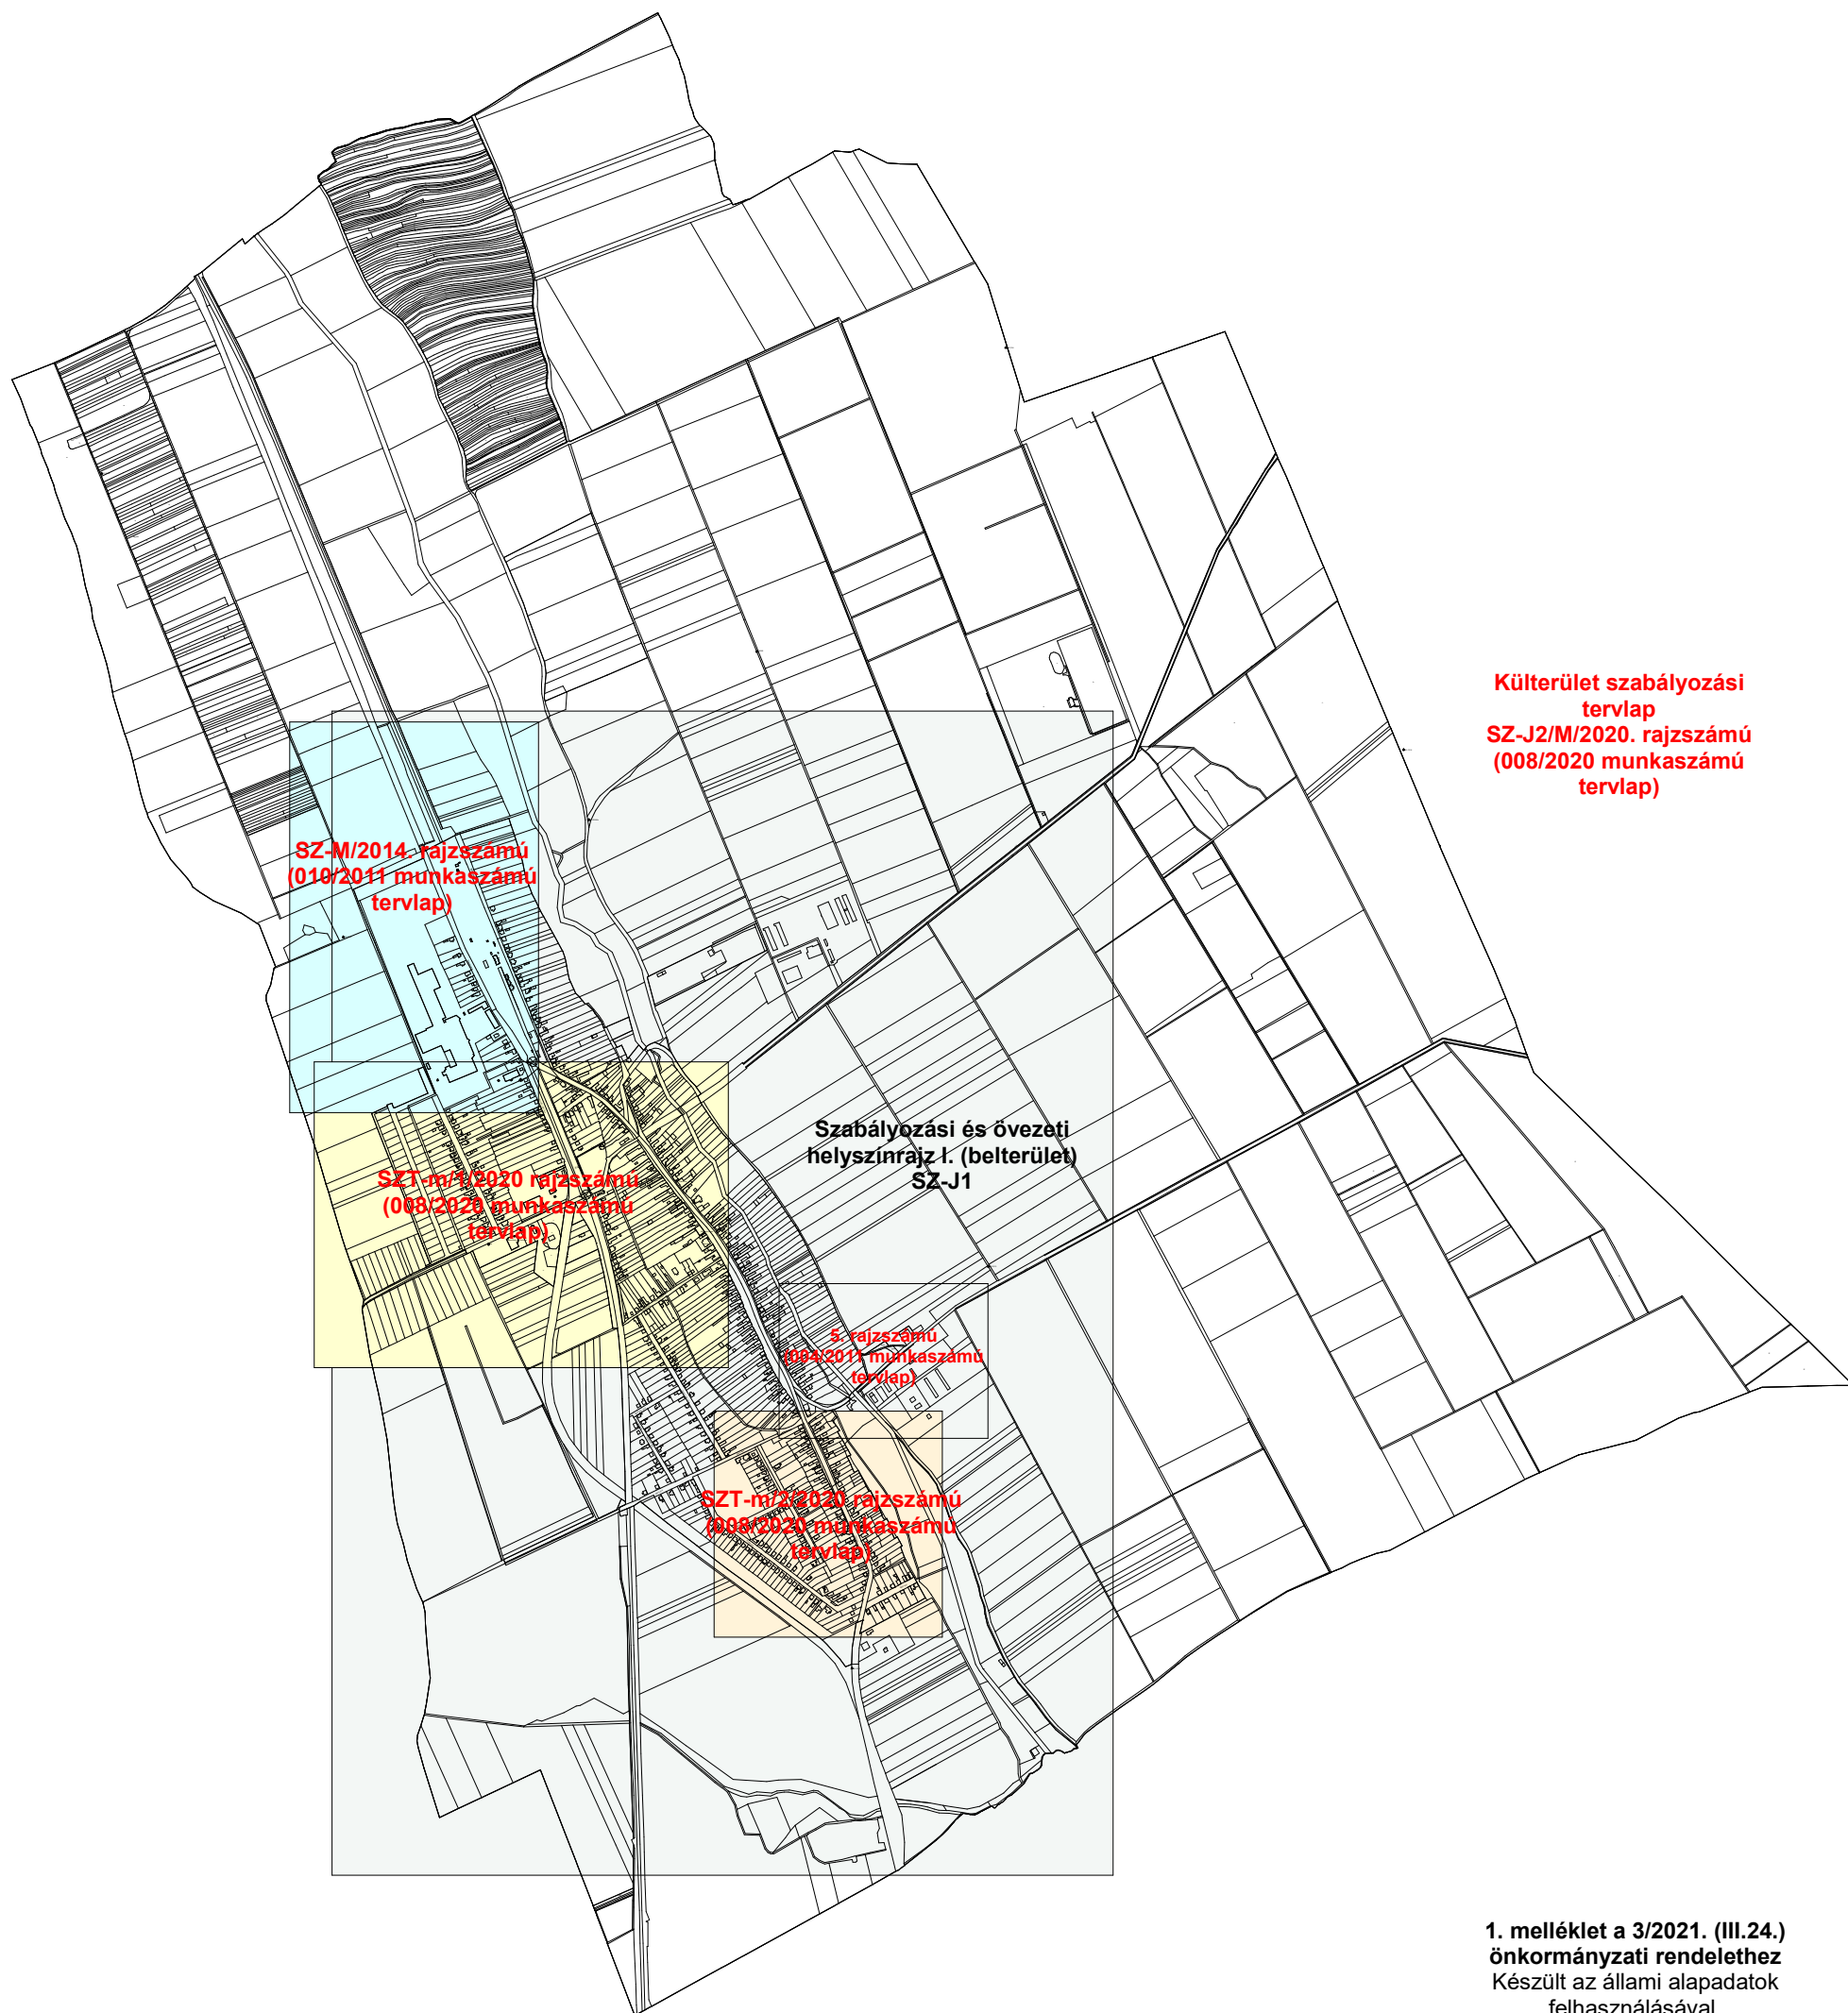 Külterület szabályozási
tervlap
SZ-J2/M/2020. rajzszámú
(008/2020 munkaszámú
tervlap)
SZ-M/2014. rajzszámú
(010/2011 munkaszámú
tervlap)
Szabályozási és övezeti
helyszínrajz I. (belterület)
SZ-J1
SZT-m/1/2020 rajzszámú
(008/2020 munkaszámú
tervlap)
5. rajzszámú
(004/2011 munkaszámú
tervlap)
SZT-m/2/2020 rajzszámú
(008/2020 munkaszámú
tervlap)
1. melléklet a 3/2021. (III.24.)
önkormányzati rendelethez
Készült az állami alapadatok
felhasználásával